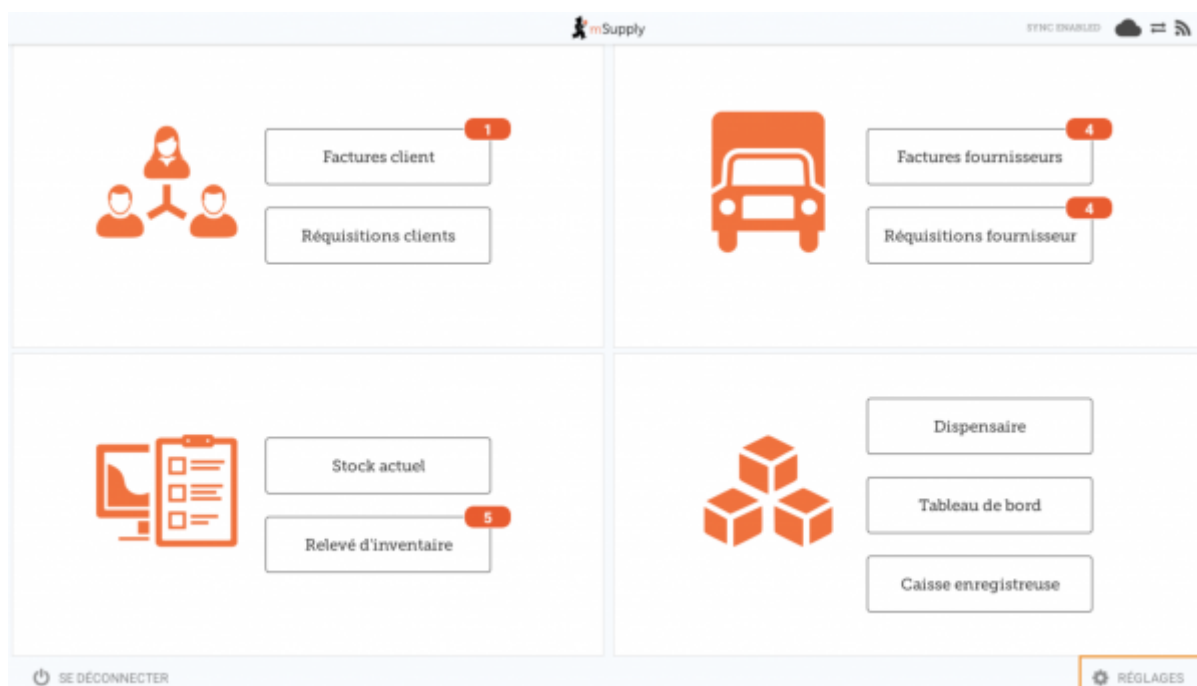 mSupply
SYNC ENABLED
1
Factures client
Réquisitions clients
4
Factures fournisseurs
4
Réquisitions fournisseur
Stock actuel
5
Relevé d'inventaire
Dispensaire
Tableau de bord
Caisse enregistreuse
SE DÉCONNECTER
RÉGLAGES